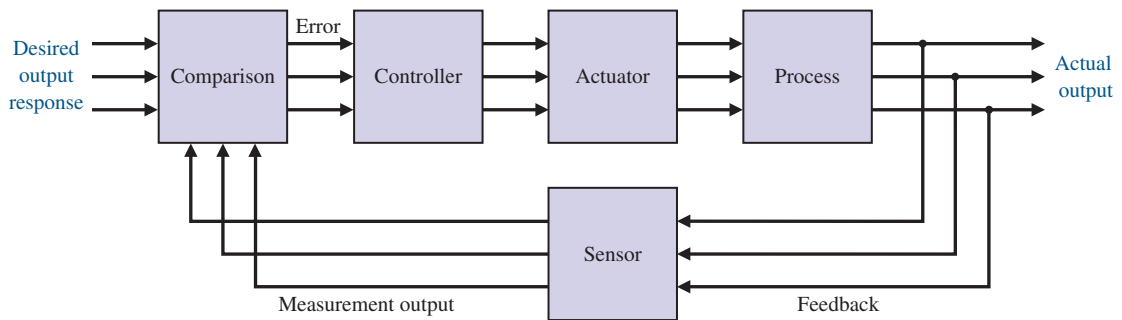 Error
Desired
output
response
Comparison
Controller
Actuator
Process
Actual
output
Sensor
Measurement output
Feedback